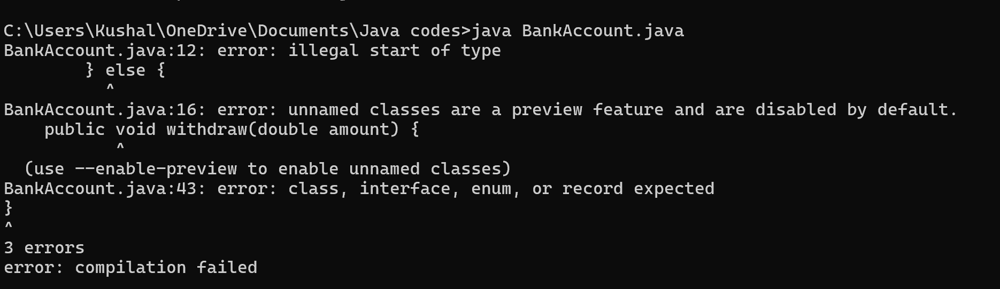 C:\Users\Kushal\OneDrive\Documents\Java codes>java BankAccount.java
BankAccount.java:12: error: illegal start of type
        } else {
          ^
BankAccount.java:16: error: unnamed classes are a preview feature and are disabled by default.
    public void withdraw(double amount) {
           ^
  (use --enable-preview to enable unnamed classes)
BankAccount.java:43: error: class, interface, enum, or record expected
}
^
3 errors
error: compilation failed